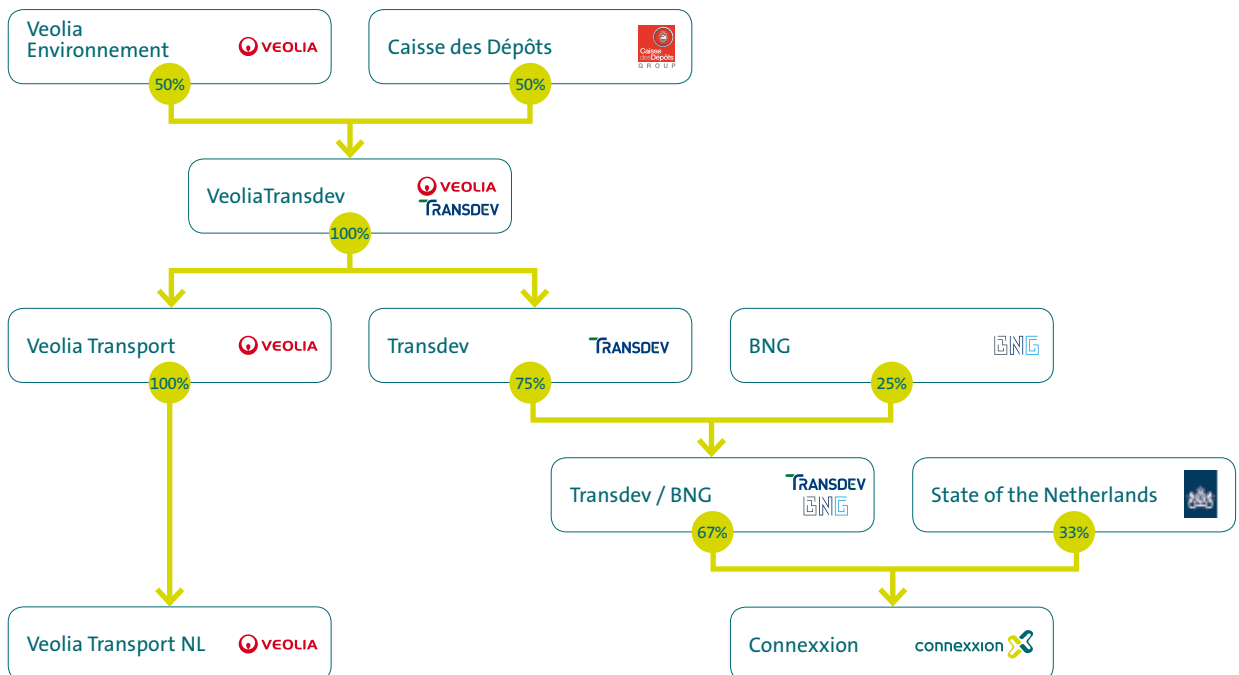 Veolia
Environnement
VEOLIA
Caisse des Dépôts
Caisse
des Dépôts
GROUP
50%
50%
VeoliaTransdev
VEOLIA
TRANSDEV
100%
Veolia Transport
VEOLIA
Transdev
TRANSDEV
BNG
BNG
100%
75%
25%
Transdev / BNG
TRANSDEV
BNG
State of the Netherlands
67%
33%
Veolia Transport NL
VEOLIA
Connexxion
connexxion